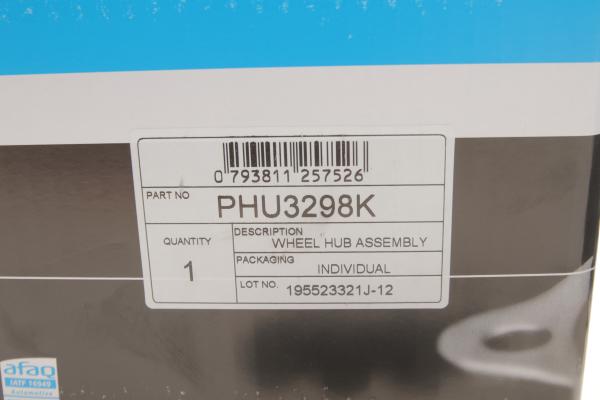 0 793811 257526
PART NO PHU3298K
QUANTITY 1
DESCRIPTION
WHEEL HUB ASSEMBLY
PACKAGING
INDIVIDUAL
LOT NO. 195523321J-12
afaq
IATF 16949
Automotive